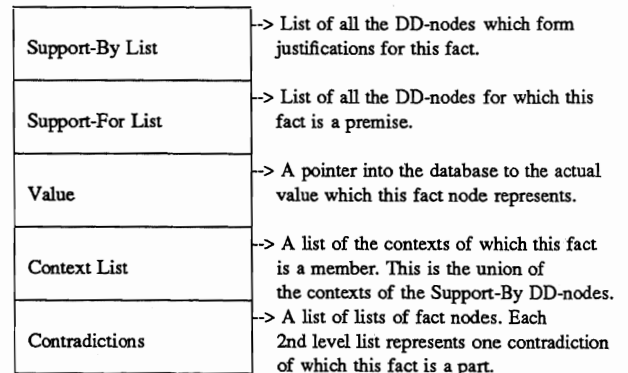 Support-By List
--> List of all the DD-nodes which form
justifications for this fact.
Support-For List
--> List of all the DD-nodes for which this
fact is a premise.
Value
--> A pointer into the database to the actual
value which this fact node represents.
Context List
--> A list of the contexts of which this fact
is a member. This is the union of
the contexts of the Support-By DD-nodes.
Contradictions
--> A list of lists of fact nodes. Each
2nd level list represents one contradiction
of which this fact is a part.